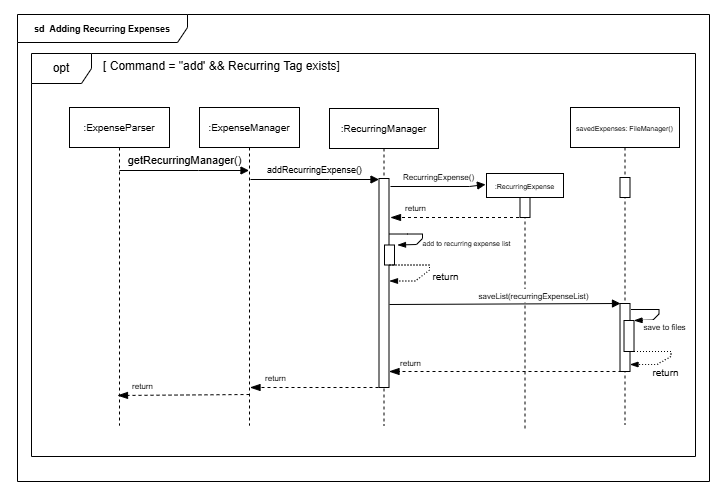 sd Adding Recurring Expenses
opt
[ Command = "add' && Recurring Tag exists]
:ExpenseParser
:ExpenseManager
:RecurringManager
savedExpenses: FileManager()
getRecurringManager()
addRecurringExpense()
RecurringExpense()
:RecurringExpense
return
add to recurring expense list
return
saveList(recurringExpenseList)
save to files
return
return
return
return